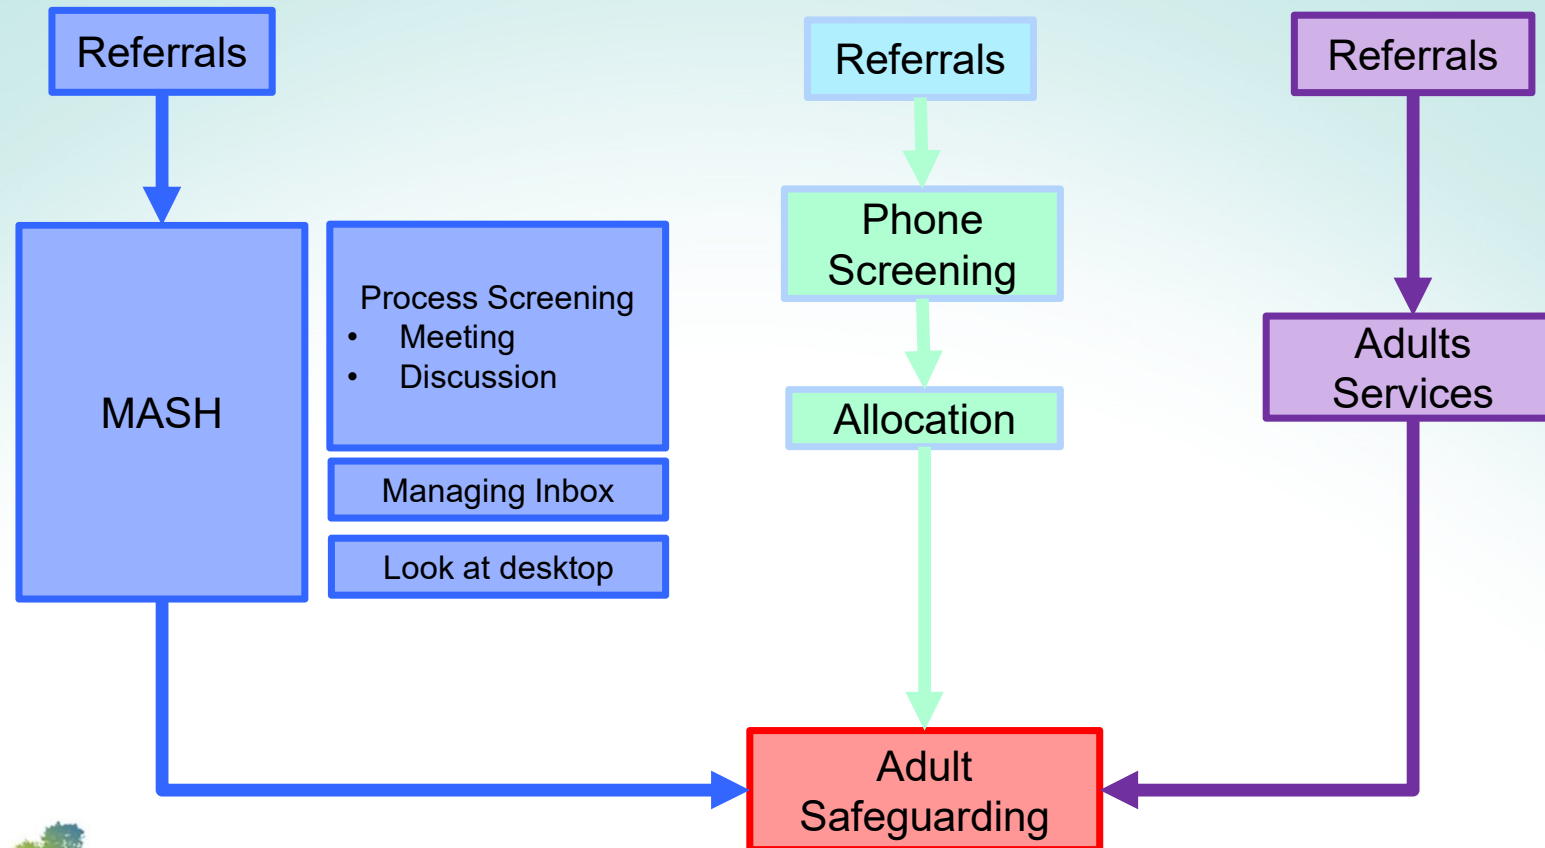 Referrals
Referrals
Referrals
MASH
Process Screening
• Meeting
• Discussion
Managing Inbox
Look at desktop
Phone
Screening
Allocation
Adults
Services
Adult
Safeguarding